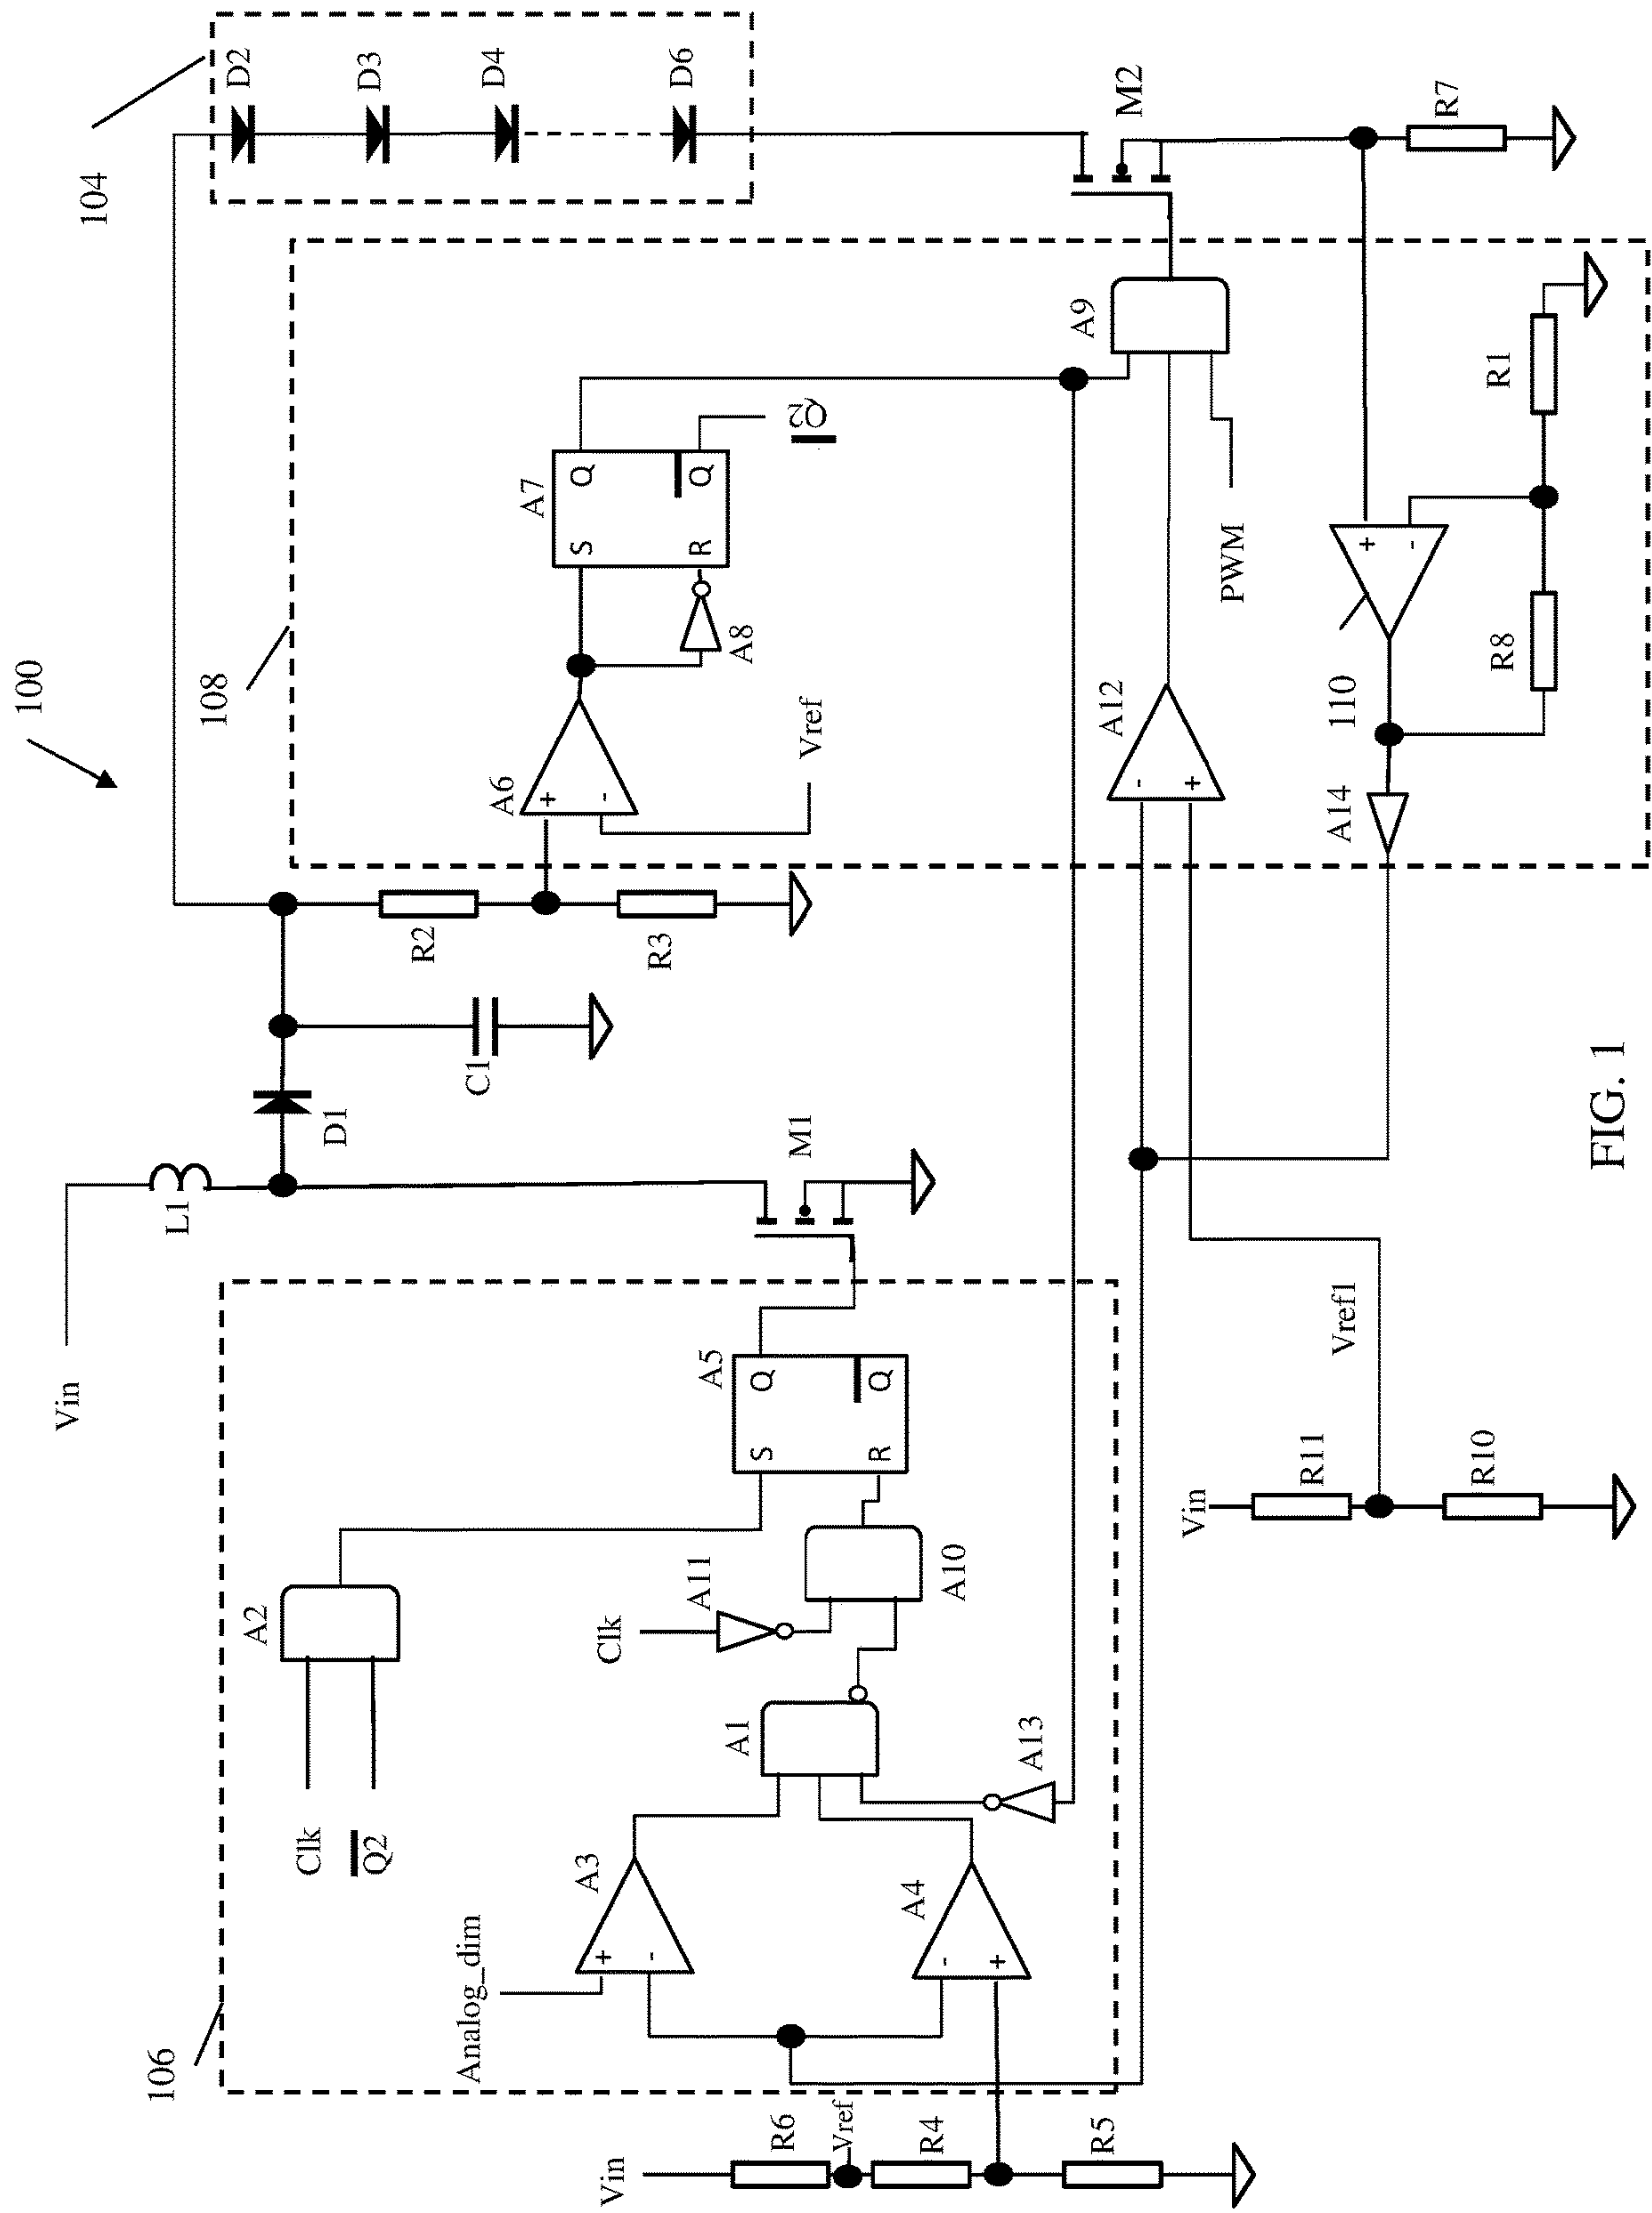 100
104
D2
D3
D4
D6
Vin
L1
D1
C1
R2
R3
108
A6
+
-
Vref
A8
A7
S
Q
R
Q
Q2
A9
PWM
M2
R7
A12
-
+
110
+
-
A14
R8
R1
M1
106
Clk
Q2
A2
Analog_dim
A3
+
-
A4
-
+
A1
A13
Clk
A11
A10
A5
S
Q
R
Q
Vin
R6
Vref
R4
R5
Vin
R11
R10
Vref1
FIG. 1